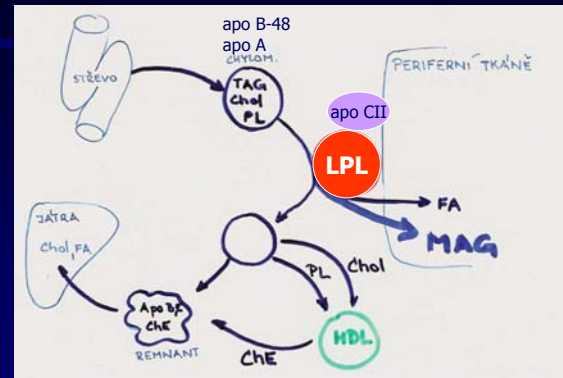 apo B-48
apo A
CHYLOM.
STŘEVO
TAG
Chol
PL
PERIFERNÍ TKÁNĚ
apo CII
LPL
FA
MAG
JÁTRA
Chol, FA
PL
Chol
Apo B,E
ChE
REMNANT
ChE
HDL